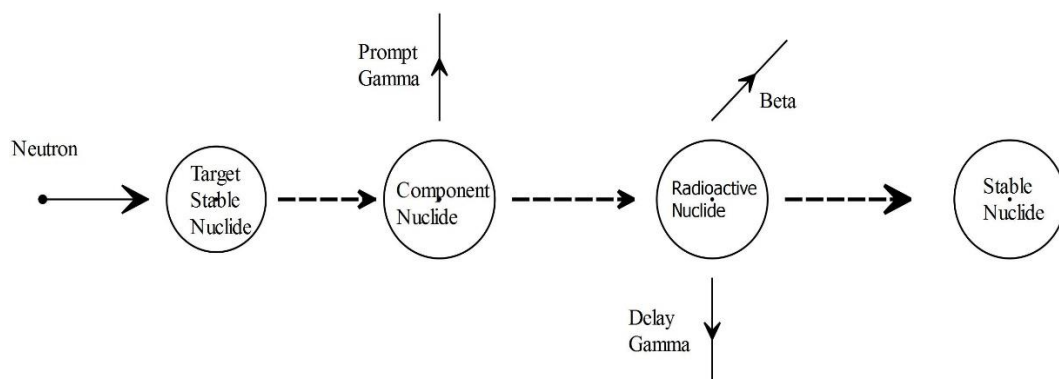 Prompt
Gamma
Beta
Neutron
Target
Stable
Nuclide
Component
Nuclide
Radioactive
Nuclide
Stable
Nuclide
Delay
Gamma